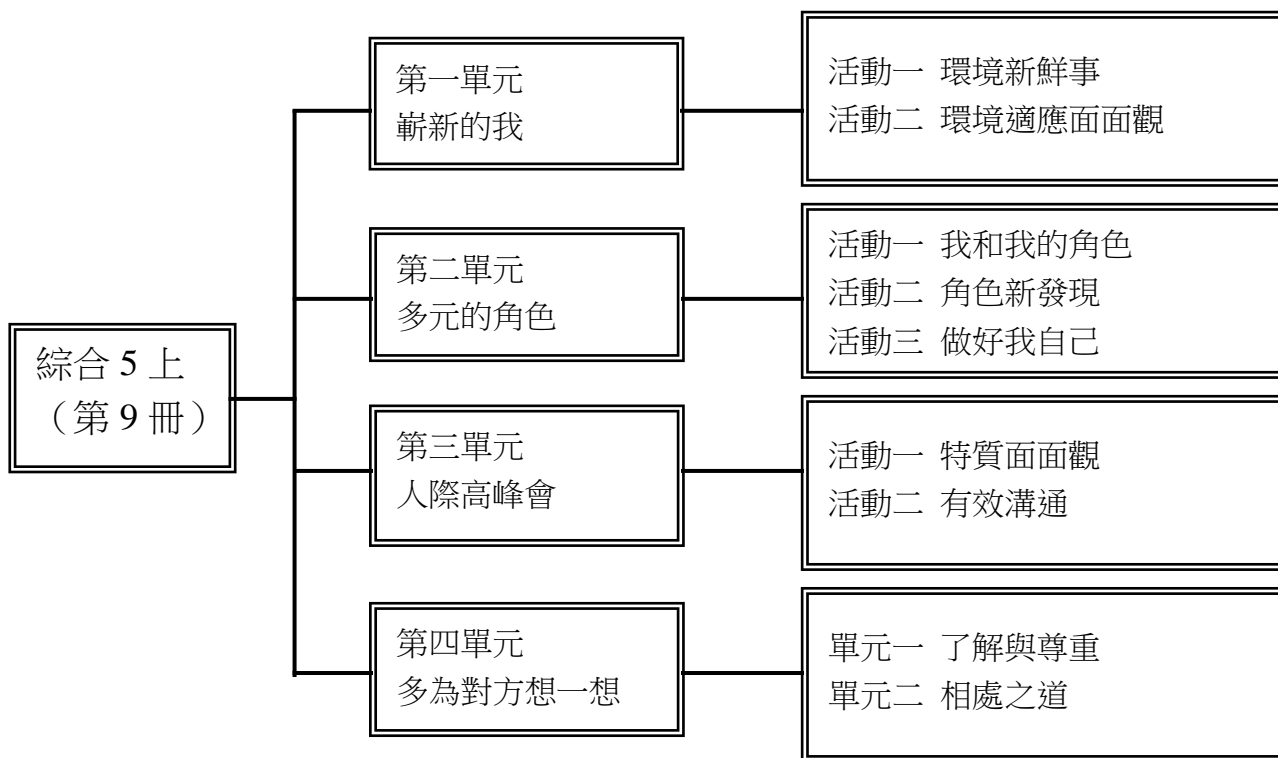 綜合 5 上
（第 9 冊）
第一單元
嶄新的我
活動一 環境新鮮事
活動二 環境適應面面觀
第二單元
多元的角色
活動一 我和我的角色
活動二 角色新發現
活動三 做好我自己
第三單元
人際高峰會
活動一 特質面面觀
活動二 有效溝通
第四單元
多為對方想一想
單元一 了解與尊重
單元二 相處之道